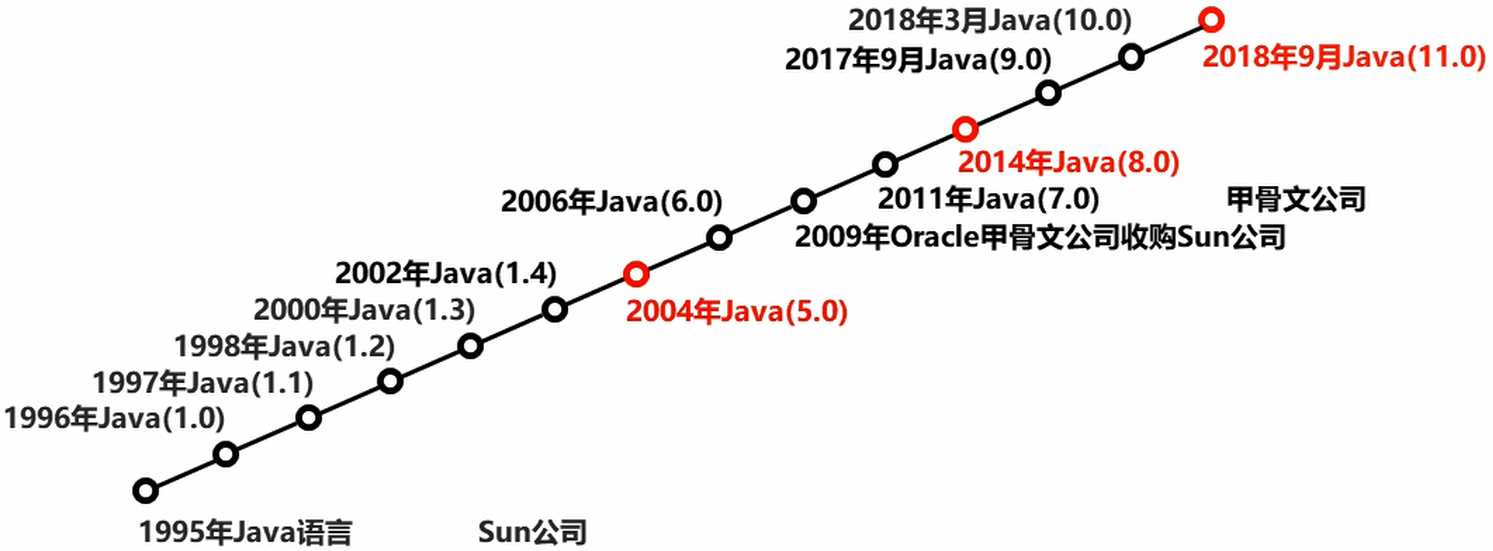 2018年3月Java(10.0)
2018年9月Java(11.0)
2017年9月Java(9.0)
2014年Java(8.0)
2006年Java(6.0)
2011年Java(7.0)
甲骨文公司
2009年Oracle甲骨文公司收购Sun公司
2002年Java(1.4)
2000年Java(1.3)
2004年Java(5.0)
1998年Java(1.2)
1997年Java(1.1)
1996年Java(1.0)
1995年Java语言
Sun公司